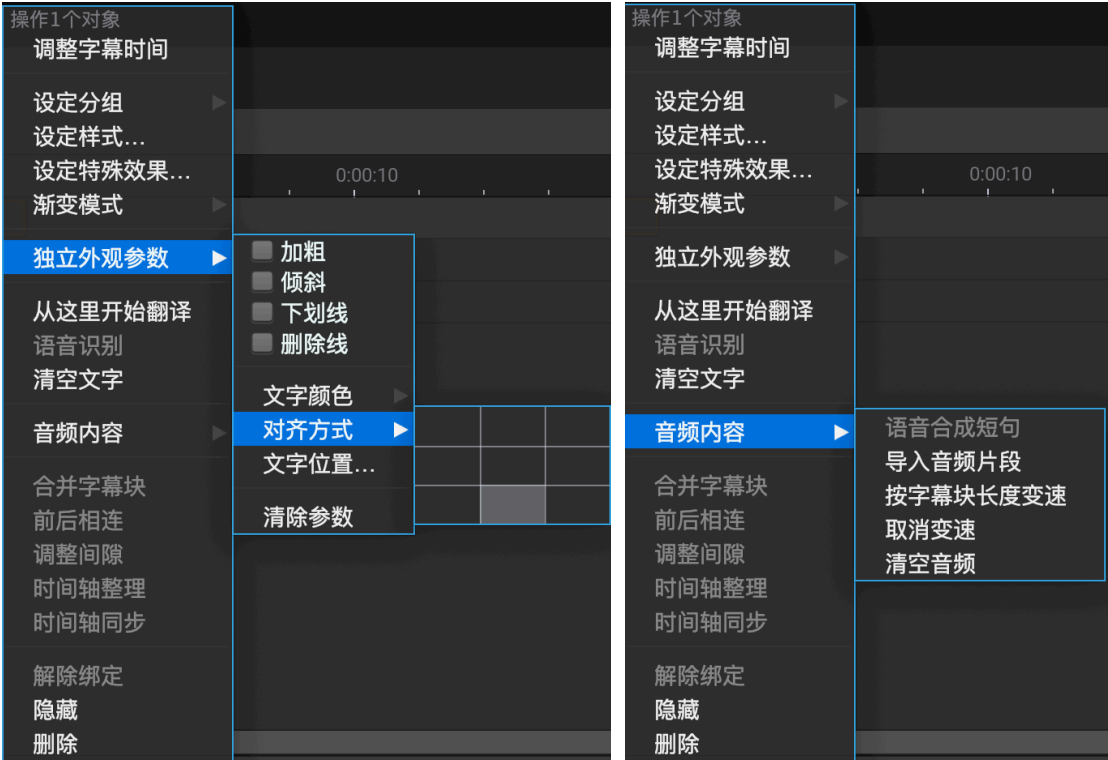 操作1个对象
调整字幕时间
设定分组
设定样式...
设定特殊效果...
渐变模式
独立外观参数
从这里开始翻译
语音识别
清空文字
音频内容
合并字幕块
前后相连
调整间隙
时间轴整理
时间轴同步
解除绑定
隐藏
删除
0:00:10
加粗
倾斜
下划线
删除线
文字颜色
对齐方式
文字位置...
清除参数
操作1个对象
调整字幕时间
设定分组
设定样式...
设定特殊效果...
渐变模式
独立外观参数
从这里开始翻译
语音识别
清空文字
音频内容
合并字幕块
前后相连
调整间隙
时间轴整理
时间轴同步
解除绑定
隐藏
删除
0:00:10
语音合成短句
导入音频片段
按字幕块长度变速
取消变速
清空音频